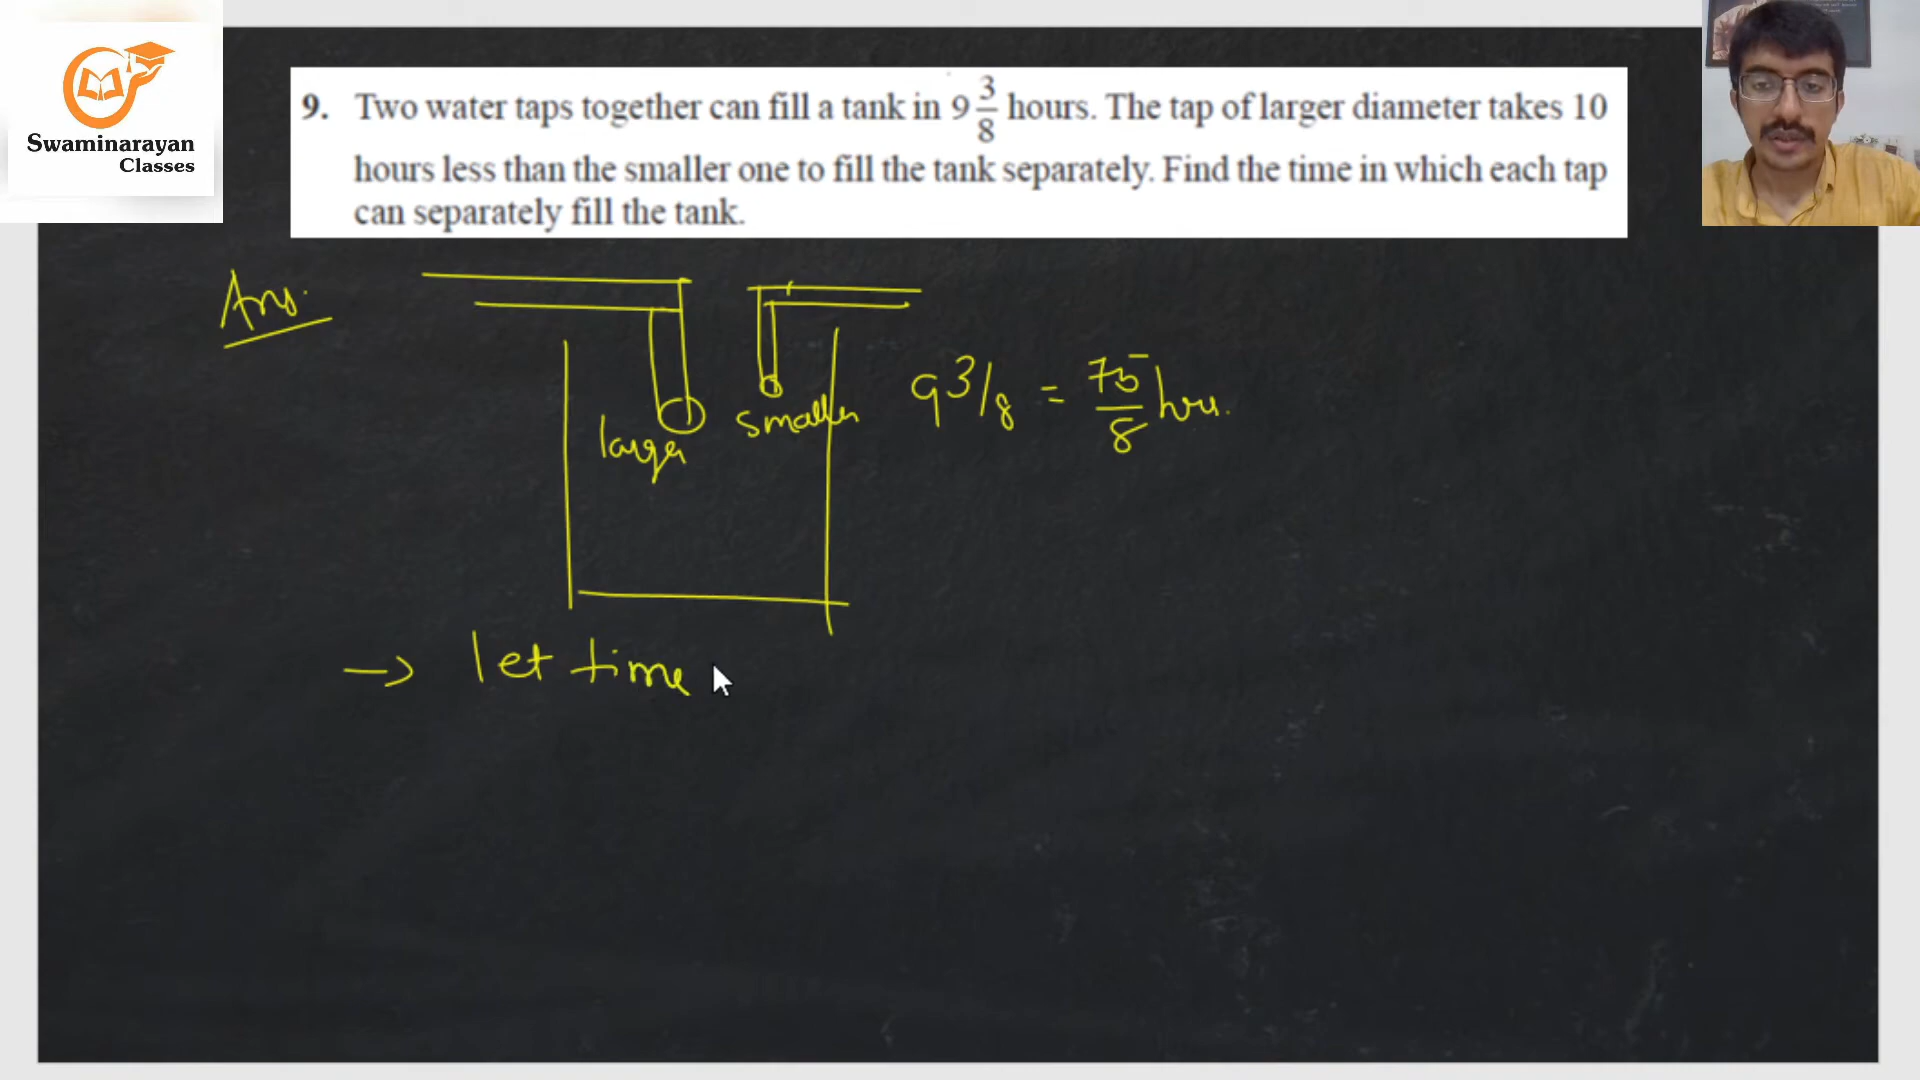 Swaminarayan
Classes
9. Two water taps together can fill a tank in 9 3/8 hours. The tap of larger diameter takes 10
hours less than the smaller one to fill the tank separately. Find the time in which each tap
can separately fill the tank.
Ans.
larger
smaller
9 3/8 = 75/8 hrs.
→ let time